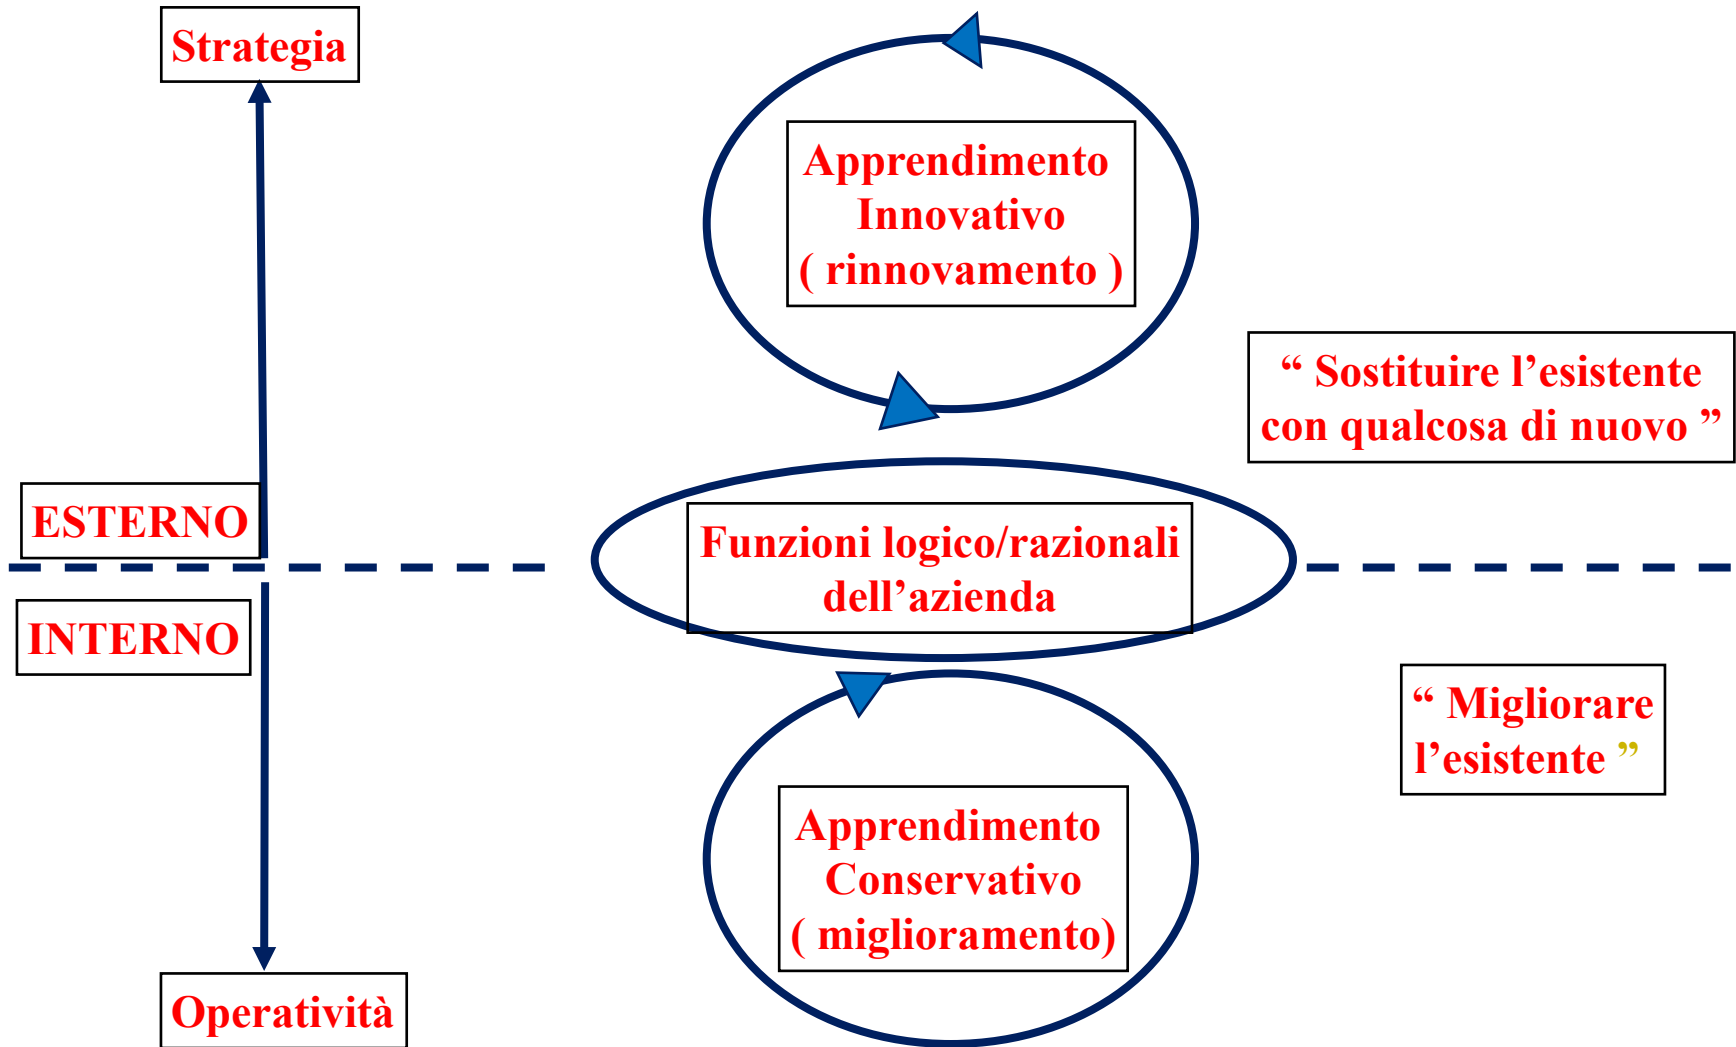 Strategia
Apprendimento
Innovativo
( rinnovamento )
“ Sostituire l’esistente
con qualcosa di nuovo ”
ESTERNO
Funzioni logico/razionali
dell’azienda
INTERNO
“ Migliorare
l’esistente ”
Apprendimento
Conservativo
( miglioramento)
Operatività